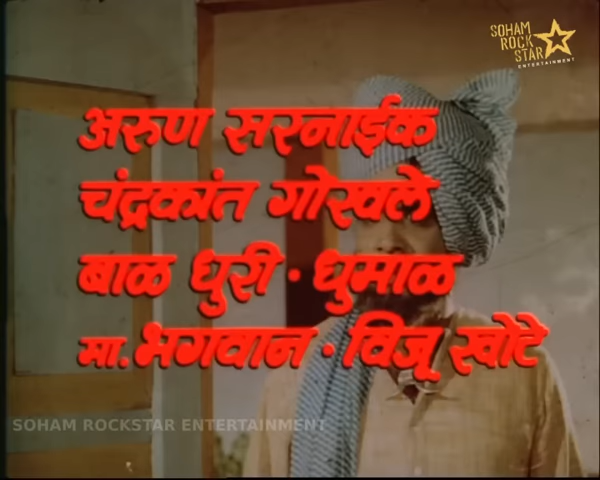 SOHAM
ROCK
STAR
ENTERTAINMENT
अरुण सरनाईक
चंद्रकांत गोखले
बाळ धुरी · धुमाळ
मा. भगवान · विजू खोटे
SOHAM ROCKSTAR ENTERTAINMENT